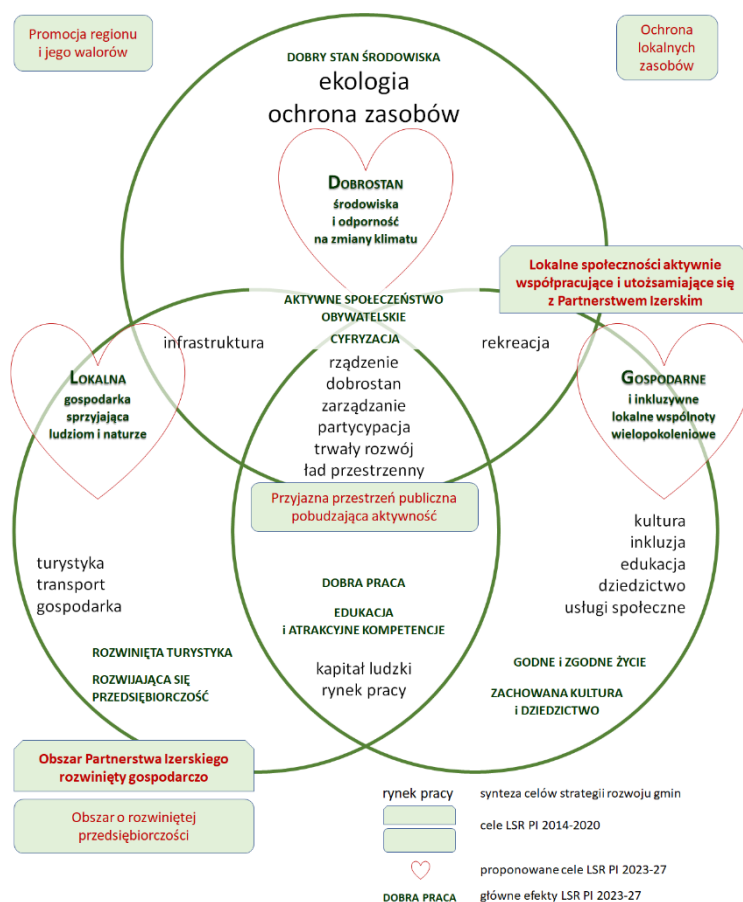 Promocja regionu
i jego walorów
Ochrona
lokalnych
zasobów
DOBRY STAN ŚRODOWISKA
ekologia
ochrona zasobów
DOBROSTAN
środowiska
i odporność
na zmiany klimatu
Lokalne społeczności aktywnie
współpracujące i utożsamiające się
z Partnerstwem Izerskim
AKTYWNE SPOŁECZEŃSTWO
OBYWATELSKIE
CYFRYZACJA
infrastruktura
rekreacja
rządzenie
dobrostan
zarządzanie
partycypacja
trwały rozwój
ład przestrzenny
LOKALNA
gospodarka
sprzyjająca
ludziom i naturze
GOSPODARNE
i inkluzywne
lokalne wspólnoty
wielopokoleniowe
Przyjazna przestrzeń publiczna
pobudzająca aktywność
turystyka
transport
gospodarka
kultura
inkluzja
edukacja
dziedzictwo
usługi społeczne
DOBRA PRACA
EDUKACJA
I ATRAKCYJNE KOMPETENCJE
kapitał ludzki
rynek pracy
ROZWINIĘTA TURYSTYKA
ROZWIJAJĄCA SIĘ
PRZEDSIĘBIORCZOŚĆ
GODNE I ZGODNE ŻYCIE
ZACHOWANA KULTURA
I DZIEDZICTWO
Obszar Partnerstwa Izerskiego
rozwinięty gospodarczo
Obszar o rozwiniętej
przedsiębiorczości
rynek pracy synteza celów strategii rozwoju gmin
cele LSR PI 2014-2020
proponowane cele LSR PI 2023-27
DOBRA PRACA główne efekty LSR PI 2023-27